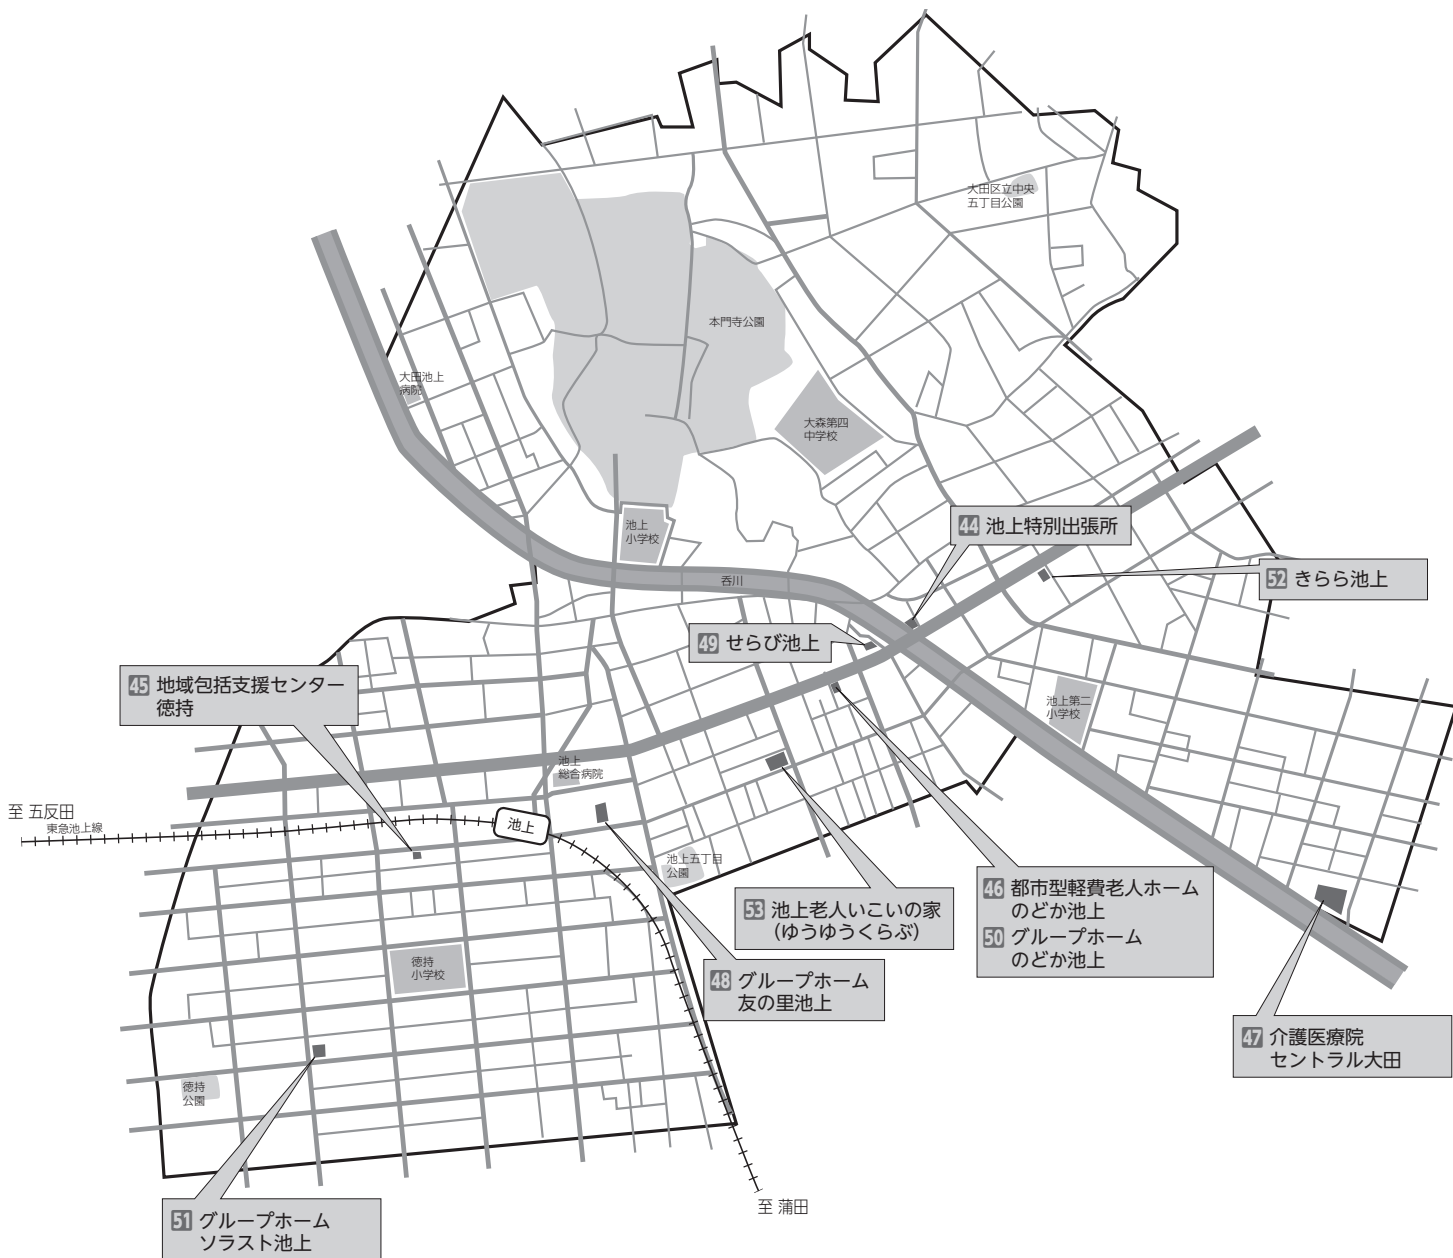 大田区立中央
五丁目公園
本門寺公園
大田池上
病院
大森第四
中学校
池上
小学校
44 池上特別出張所
呑川
52 きらら池上
49 せらび池上
45 地域包括支援センター
徳持
池上第二
小学校
池上
総合病院
至 五反田
東急池上線
池上
池上五丁目
公園
46 都市型軽費老人ホーム
のどか池上
50 グループホーム
のどか池上
53 池上老人いこいの家
(ゆうゆうくらぶ)
徳持
小学校
48 グループホーム
友の里池上
47 介護医療院
セントラル大田
徳持
公園
至 蒲田
51 グループホーム
ソラスト池上